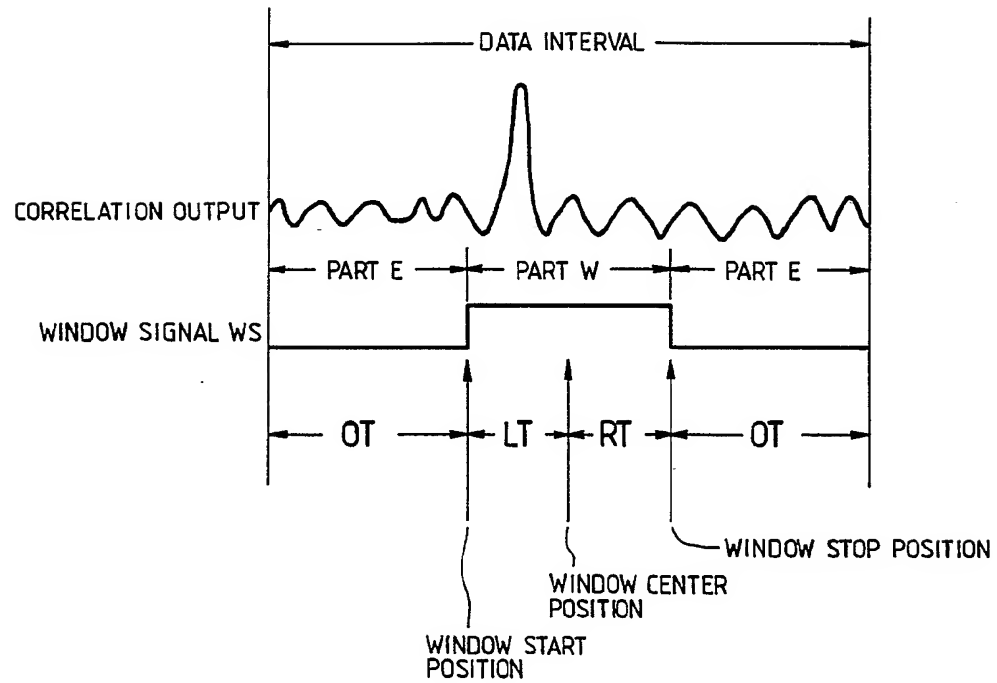 DATA INTERVAL
CORRELATION OUTPUT
PART E
PART W
PART E
WINDOW SIGNAL WS
OT
LT
RT
OT
WINDOW STOP POSITION
WINDOW CENTER
POSITION
WINDOW START
POSITION